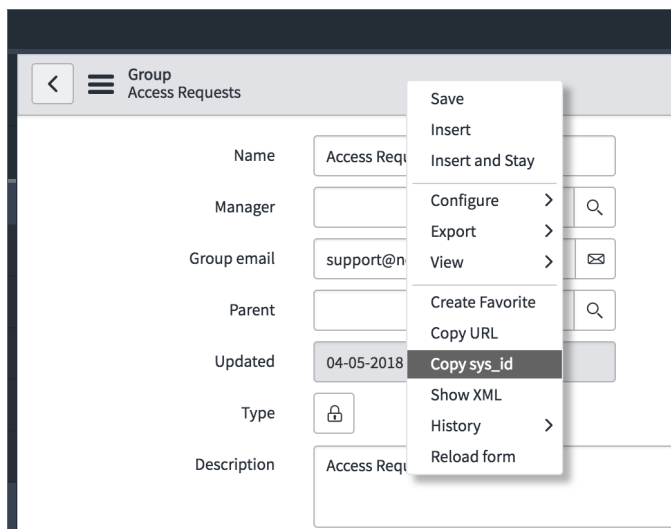 Group
Access Requests
Name
Access Requ
Manager
Group email
support@n
Parent
Updated
04-05-2018
Type
Description
Access Requ
Save
Insert
Insert and Stay
Configure
Export
View
Create Favorite
Copy URL
Copy sys_id
Show XML
History
Reload form